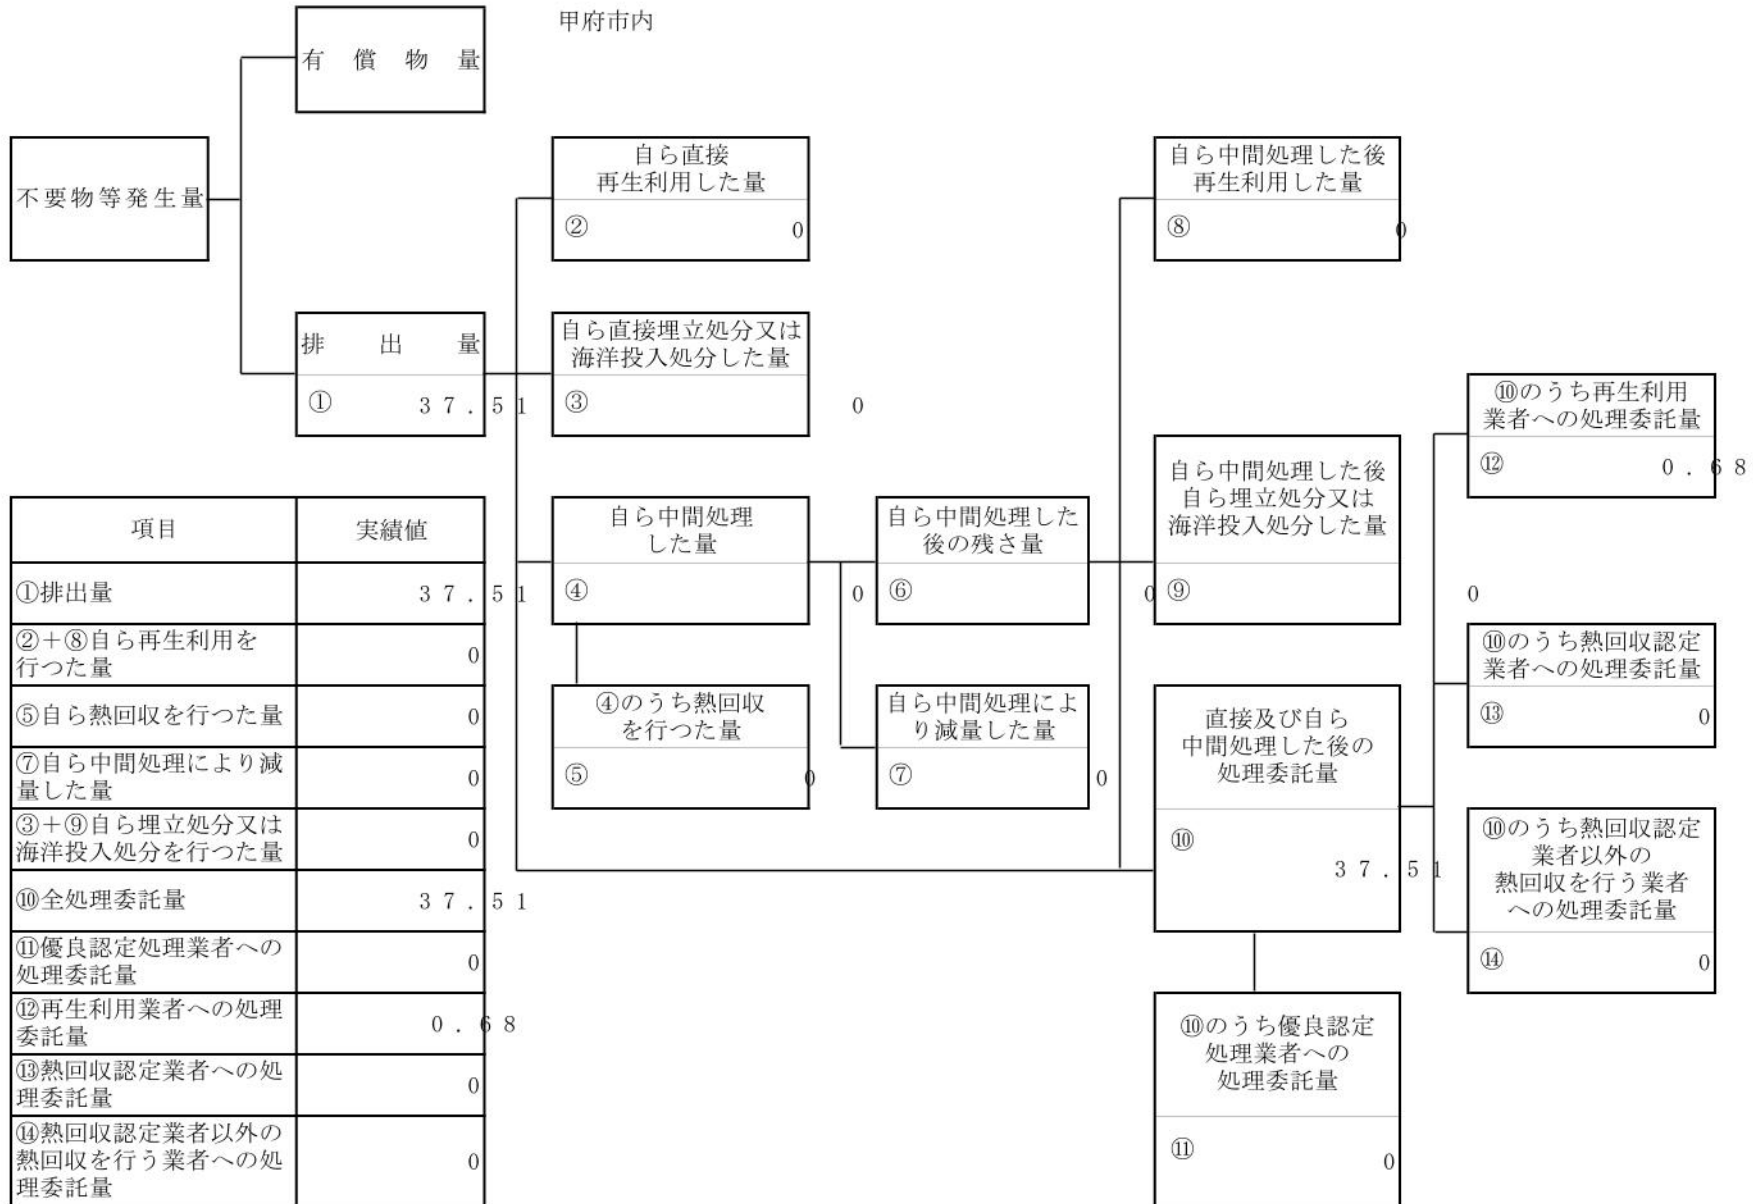 甲府市内
有償物量
不要物等発生量
自ら直接
再生利用した量
② 0
自ら中間処理した後
再生利用した量
⑧ 0
排出量
① 37.51
自ら直接埋立処分又は
海洋投入処分した量
③ 0
⑩のうち再生利用
業者への処理委託量
⑫ 0.68
自ら中間処理した後
自ら埋立処分又は
海洋投入処分した量
⑨ 0
自ら中間処理
した量
④ 0
自ら中間処理した
後の残さ量
⑥ 0
⑩のうち熱回収認定
業者への処理委託量
⑬ 0
④のうち熱回収
を行つた量
⑤ 0
自ら中間処理によ
り減量した量
⑦ 0
直接及び自ら
中間処理した後の
処理委託量
⑩ 37.51
⑩のうち熱回収認定
業者以外の
熱回収を行う業者
への処理委託量
⑭ 0
⑩のうち優良認定
処理業者への
処理委託量
⑪ 0
項目 実績値
①排出量 37.51
②＋⑧自ら再生利用を
行つた量 0
⑤自ら熱回収を行つた量 0
⑦自ら中間処理により減
量した量 0
③＋⑨自ら埋立処分又は
海洋投入処分を行つた量 0
⑩全処理委託量 37.51
⑪優良認定処理業者への
処理委託量 0
⑫再生利用業者への処理
委託量 0.68
⑬熱回収認定業者への処
理委託量 0
⑭熱回収認定業者以外の
熱回収を行う業者への処
理委託量 0